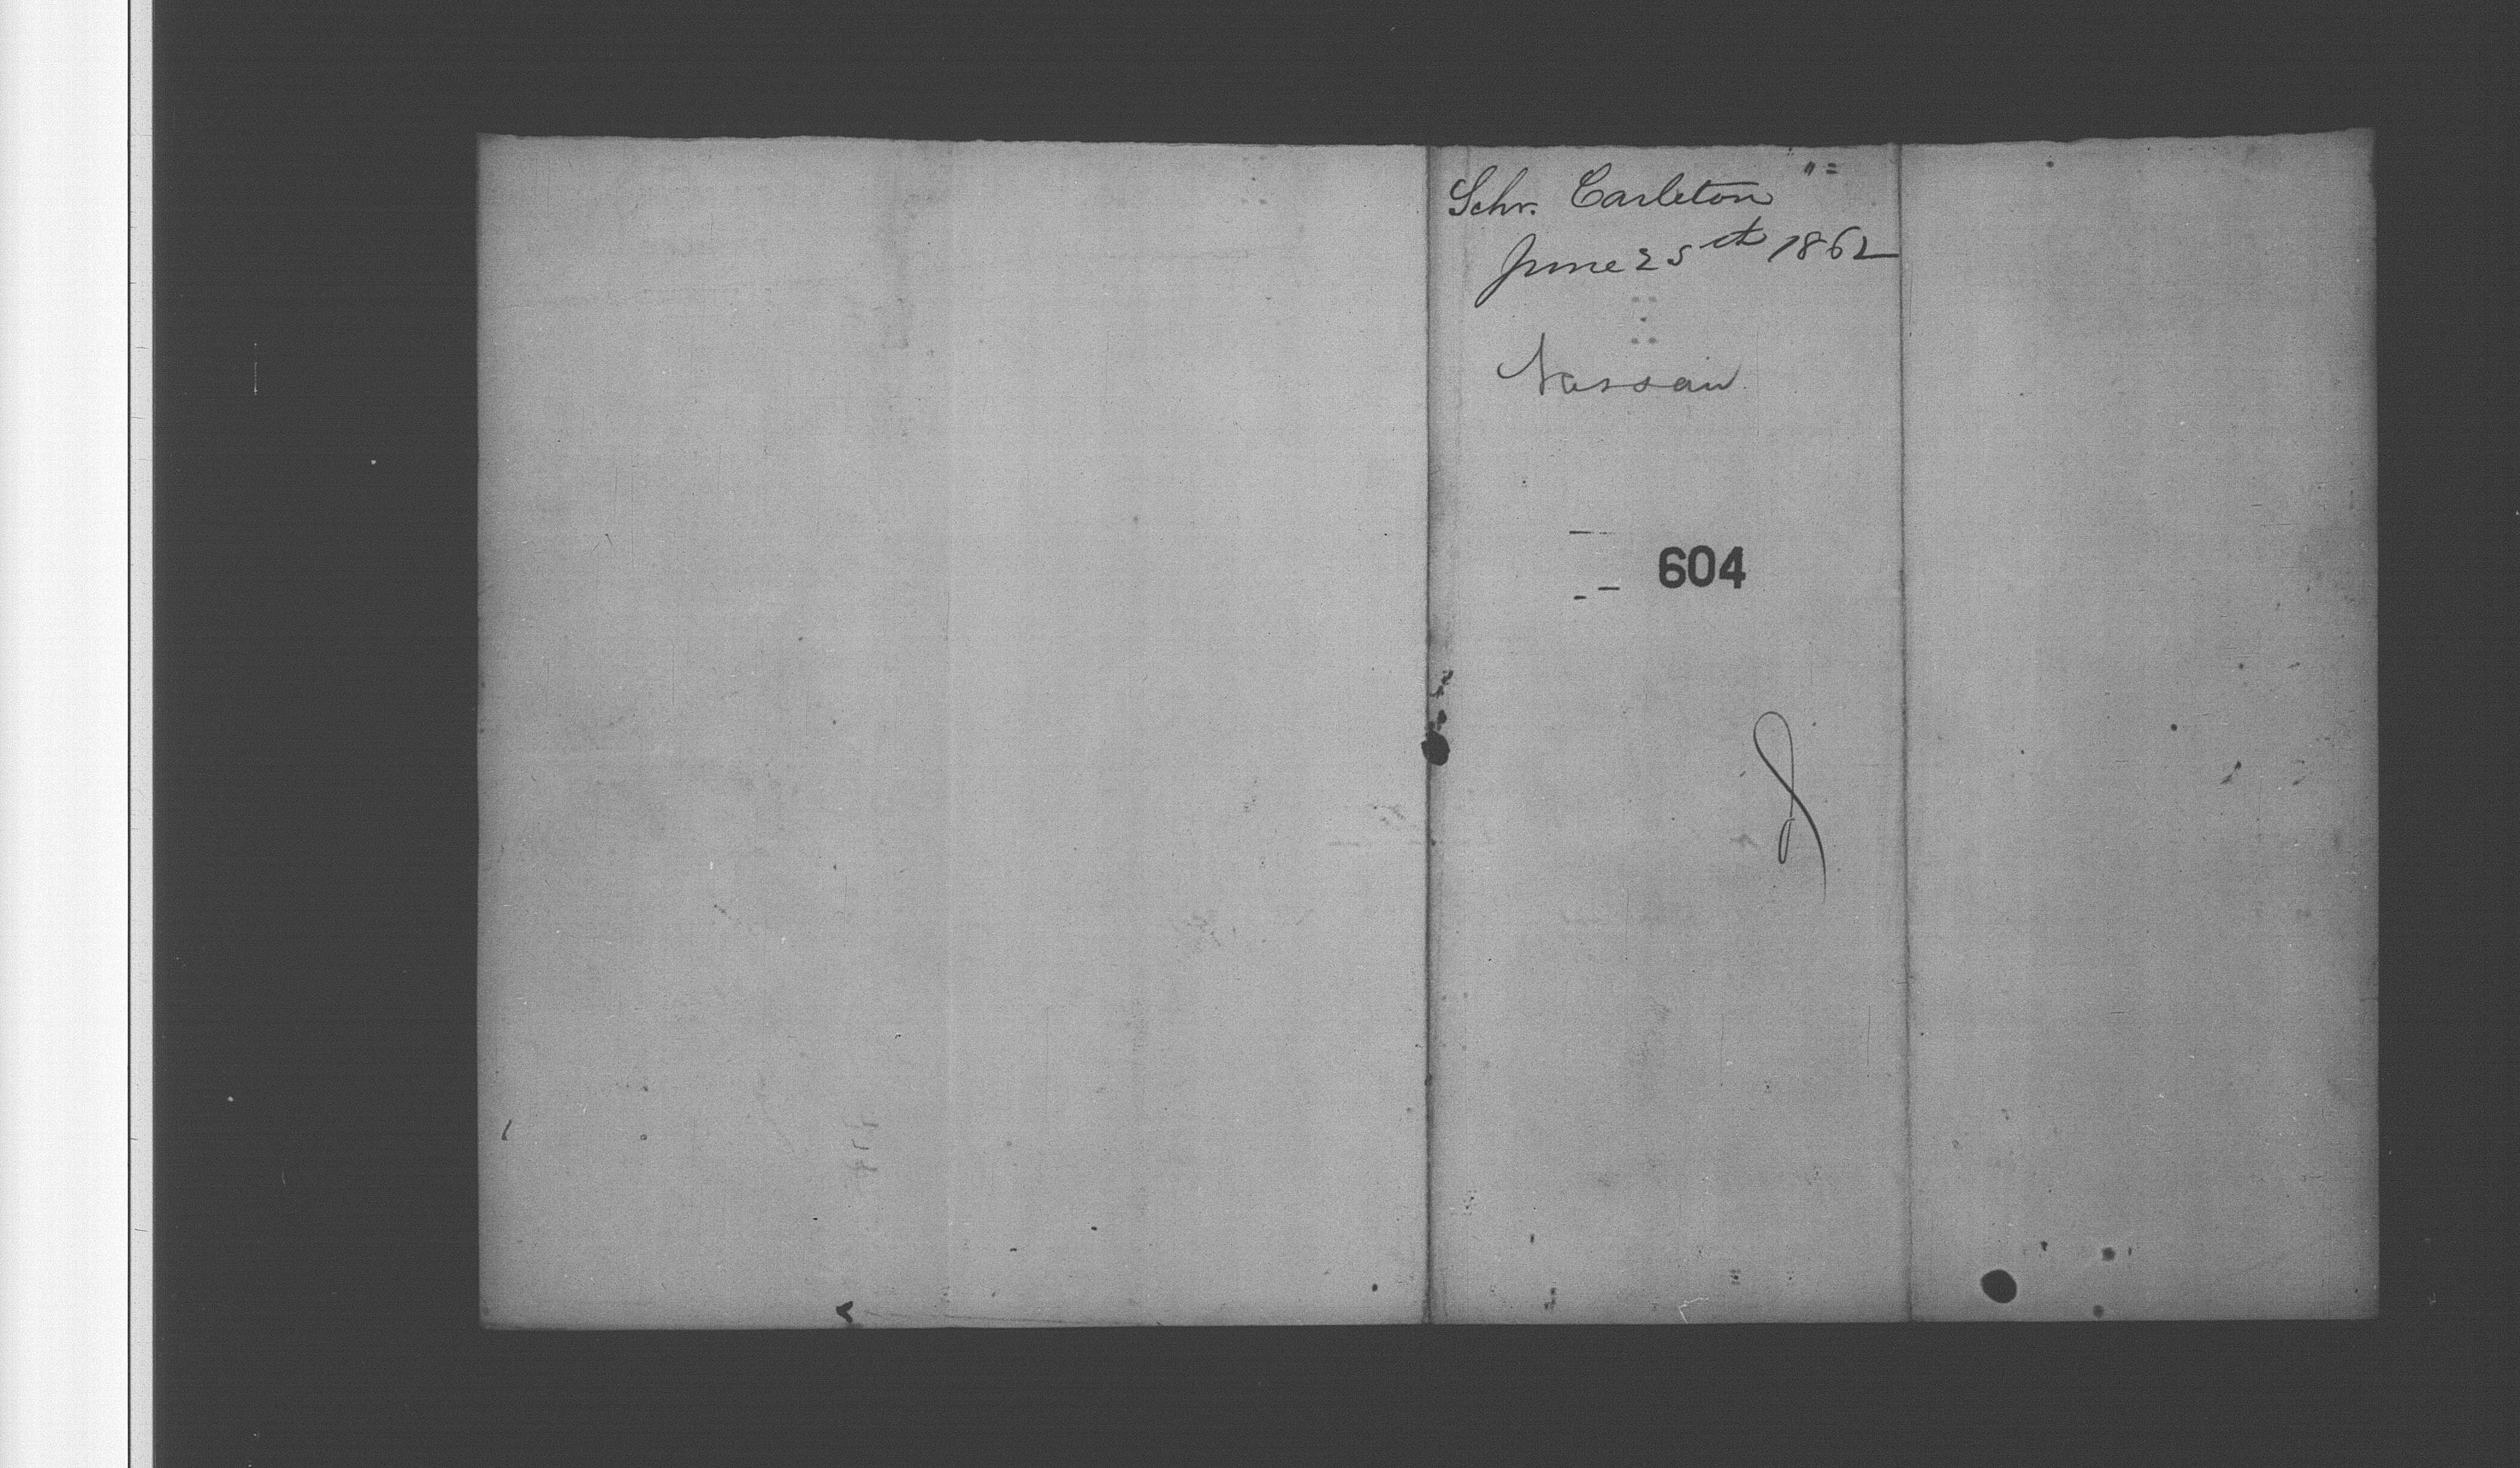 Schr. Carleton
June 25th 1862
Nassau
604